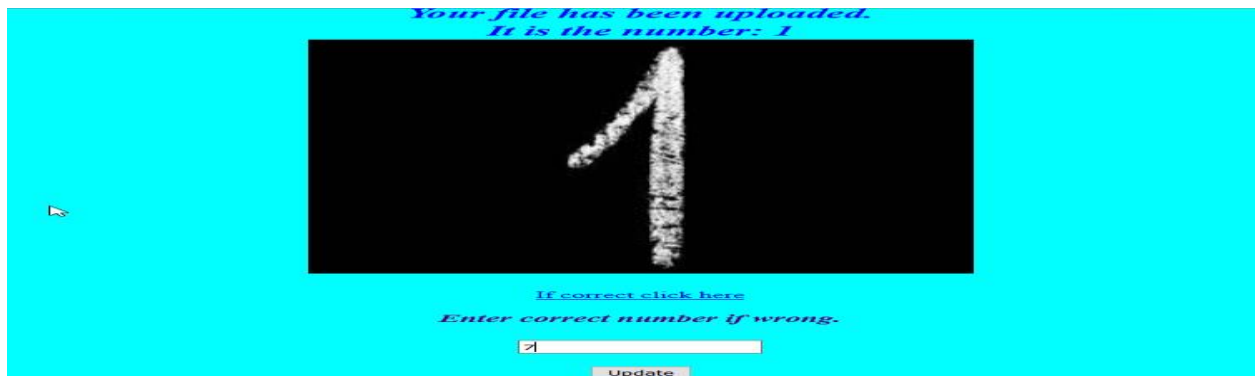 Your file has been uploaded.
It is the number: 1
1
If correct click here
Enter correct number if wrong.
7
Update